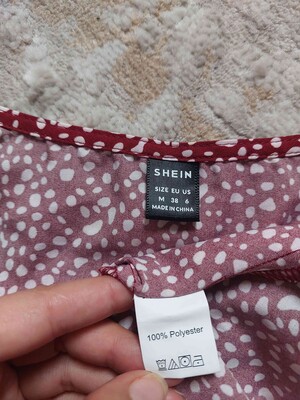 SHEIN
SIZE EU US
M 38 6
MADE IN CHINA
100% Polyester